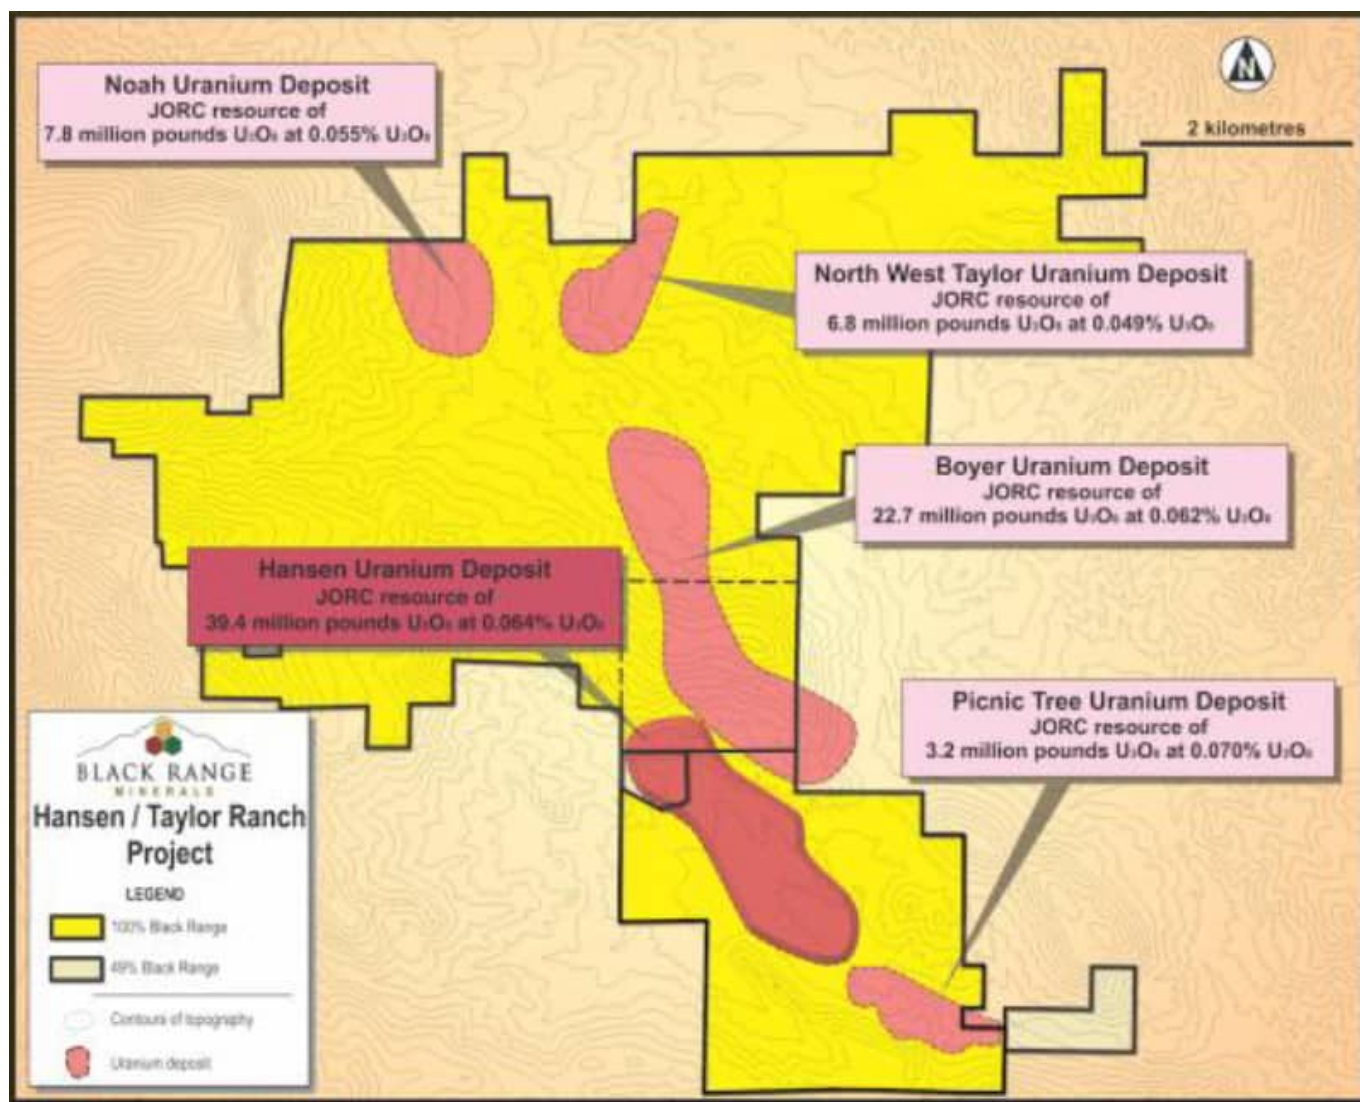 Noah Uranium Deposit
JORC resource of
7.8 million pounds U₃O₈ at 0.055% U₃O₈
N
2 kilometres
North West Taylor Uranium Deposit
JORC resource of
6.8 million pounds U₃O₈ at 0.049% U₃O₈
Boyer Uranium Deposit
JORC resource of
22.7 million pounds U₃O₈ at 0.062% U₃O₈
Hansen Uranium Deposit
JORC resource of
39.4 million pounds U₃O₈ at 0.064% U₃O₈
Picnic Tree Uranium Deposit
JORC resource of
3.2 million pounds U₃O₈ at 0.070% U₃O₈
BLACK RANGE
MINERALS
Hansen / Taylor Ranch
Project
LEGEND
100% Black Range
49% Black Range
Contours of topography
Uranium deposit